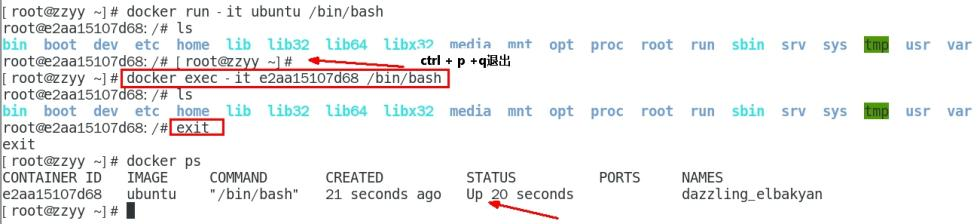 [root@zzyy ~]# docker run -it ubuntu /bin/bash
root@e2aa15107d68:/# ls
bin boot dev etc home lib lib32 lib64 libx32 media mnt opt proc root run sbin srv sys tmp usr var
root@e2aa15107d68:/# [root@zzyy ~]# ctrl + p +q退出
[root@zzyy ~]# docker exec -it e2aa15107d68 /bin/bash
root@e2aa15107d68:/# ls
bin boot dev etc home lib lib32 lib64 libx32 media mnt opt proc root run sbin srv sys tmp usr var
root@e2aa15107d68:/# exit
exit
[root@zzyy ~]# docker ps
CONTAINER ID IMAGE COMMAND CREATED STATUS PORTS NAMES
e2aa15107d68 ubuntu "/bin/bash" 21 seconds ago Up 20 seconds dazzling_elbakyan
[root@zzyy ~]#